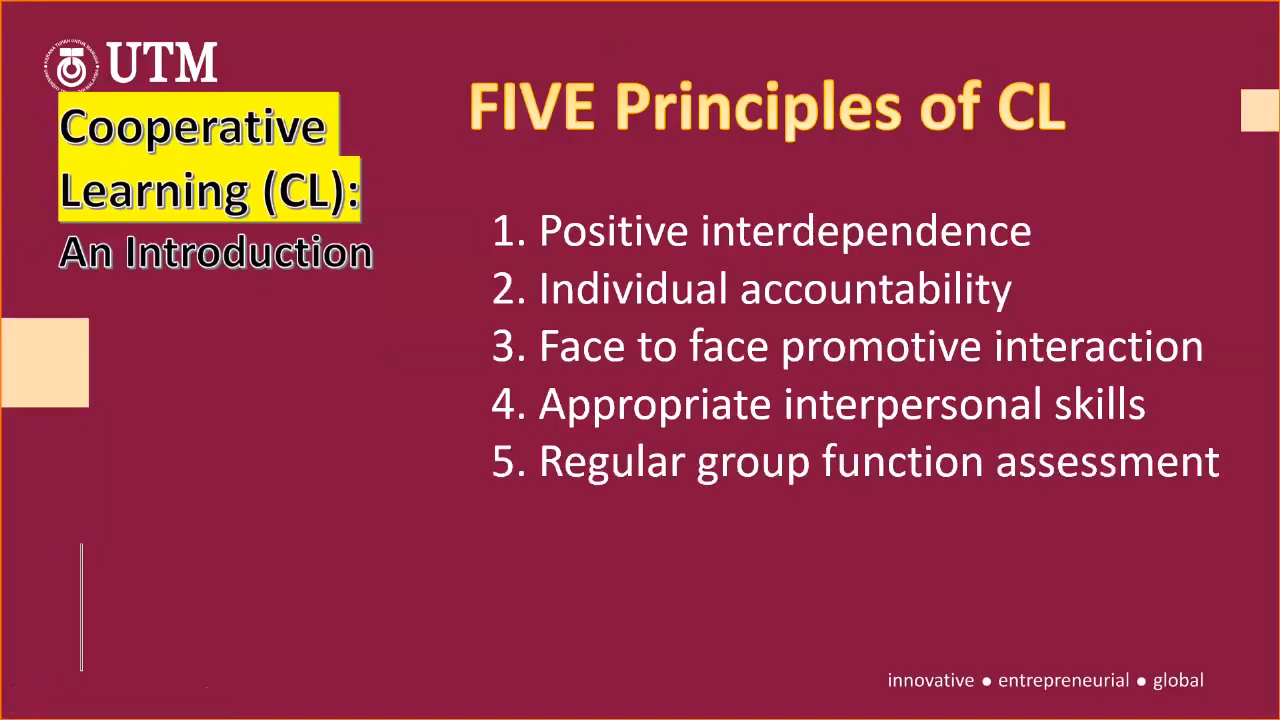 UTM
Cooperative
Learning (CL):
An Introduction
FIVE Principles of CL
1. Positive interdependence
2. Individual accountability
3. Face to face promotive interaction
4. Appropriate interpersonal skills
5. Regular group function assessment
innovative ● entrepreneurial ● global